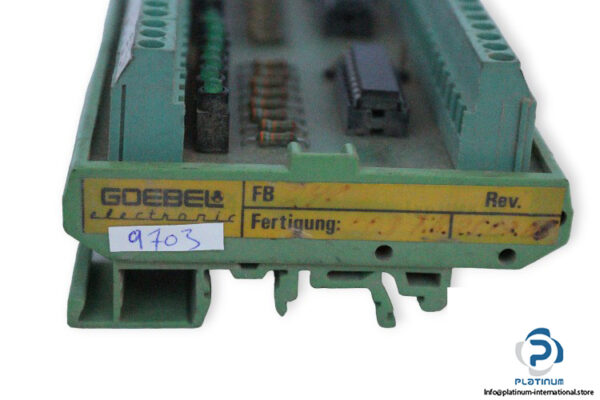 GOEBEL
electronic
FB
Rev.
Fertigung:
9703
PLATINUM
Info@platinum-international.store